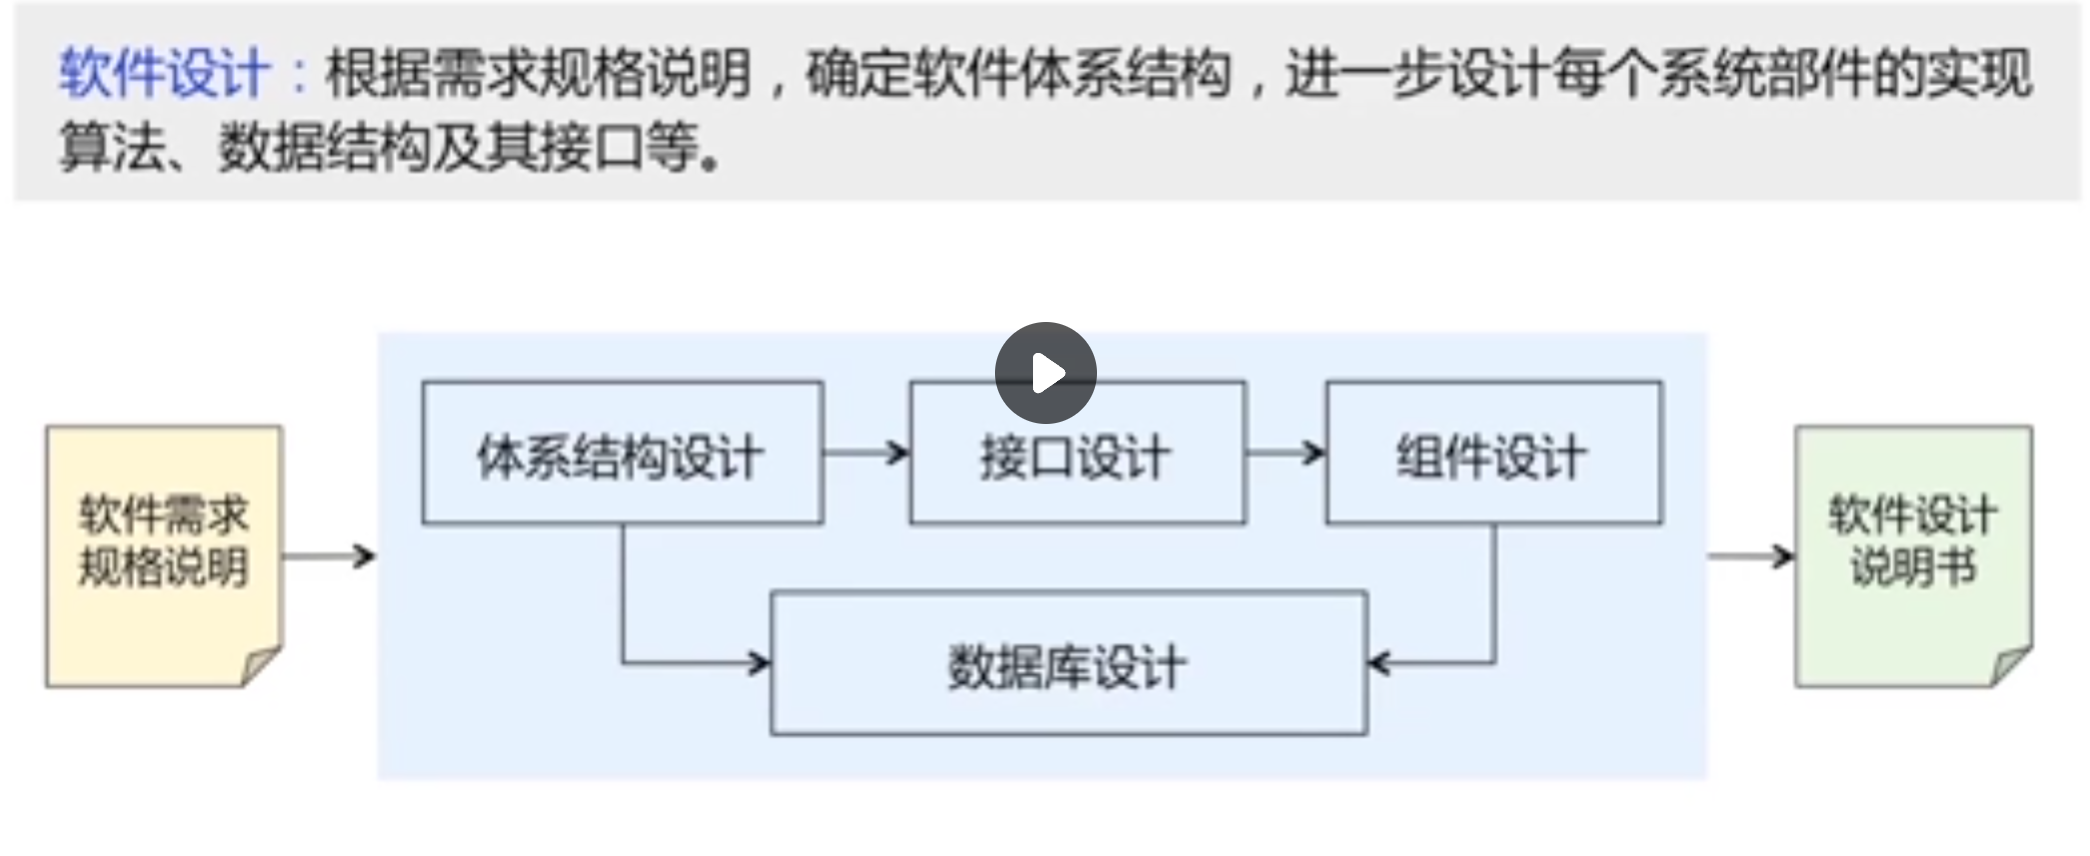 软件设计：根据需求规格说明，确定软件体系结构，进一步设计每个系统部件的实现
算法、数据结构及其接口等。
体系结构设计
接口设计
组件设计
软件需求
规格说明
软件设计
说明书
数据库设计